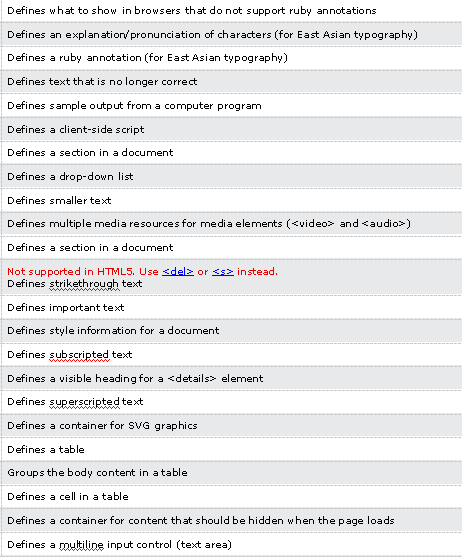 Defines what to show in browsers that do not support ruby annotations
Defines an explanation/pronunciation of characters (for East Asian typography)
Defines a ruby annotation (for East Asian typography)
Defines text that is no longer correct
Defines sample output from a computer program
Defines a client-side script
Defines a section in a document
Defines a drop-down list
Defines smaller text
Defines multiple media resources for media elements (<video> and <audio>)
Defines a section in a document
Not supported in HTML5. Use <del> or <s> instead.
Defines strikethrough text
Defines important text
Defines style information for a document
Defines subscripted text
Defines a visible heading for a <details> element
Defines superscripted text
Defines a container for SVG graphics
Defines a table
Groups the body content in a table
Defines a cell in a table
Defines a container for content that should be hidden when the page loads
Defines a multiline input control (text area)